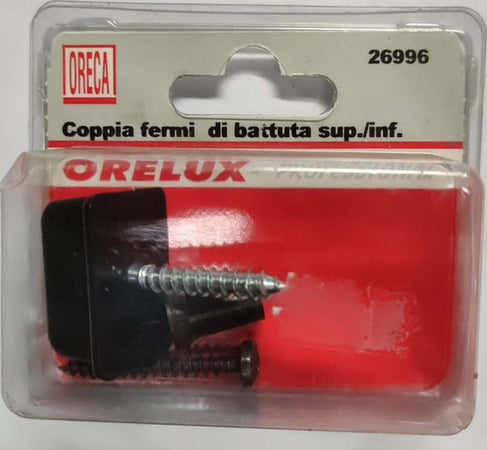 ORECA
26996
Coppia fermi di battuta sup./inf.
ORELUX - PROFESSIONAL